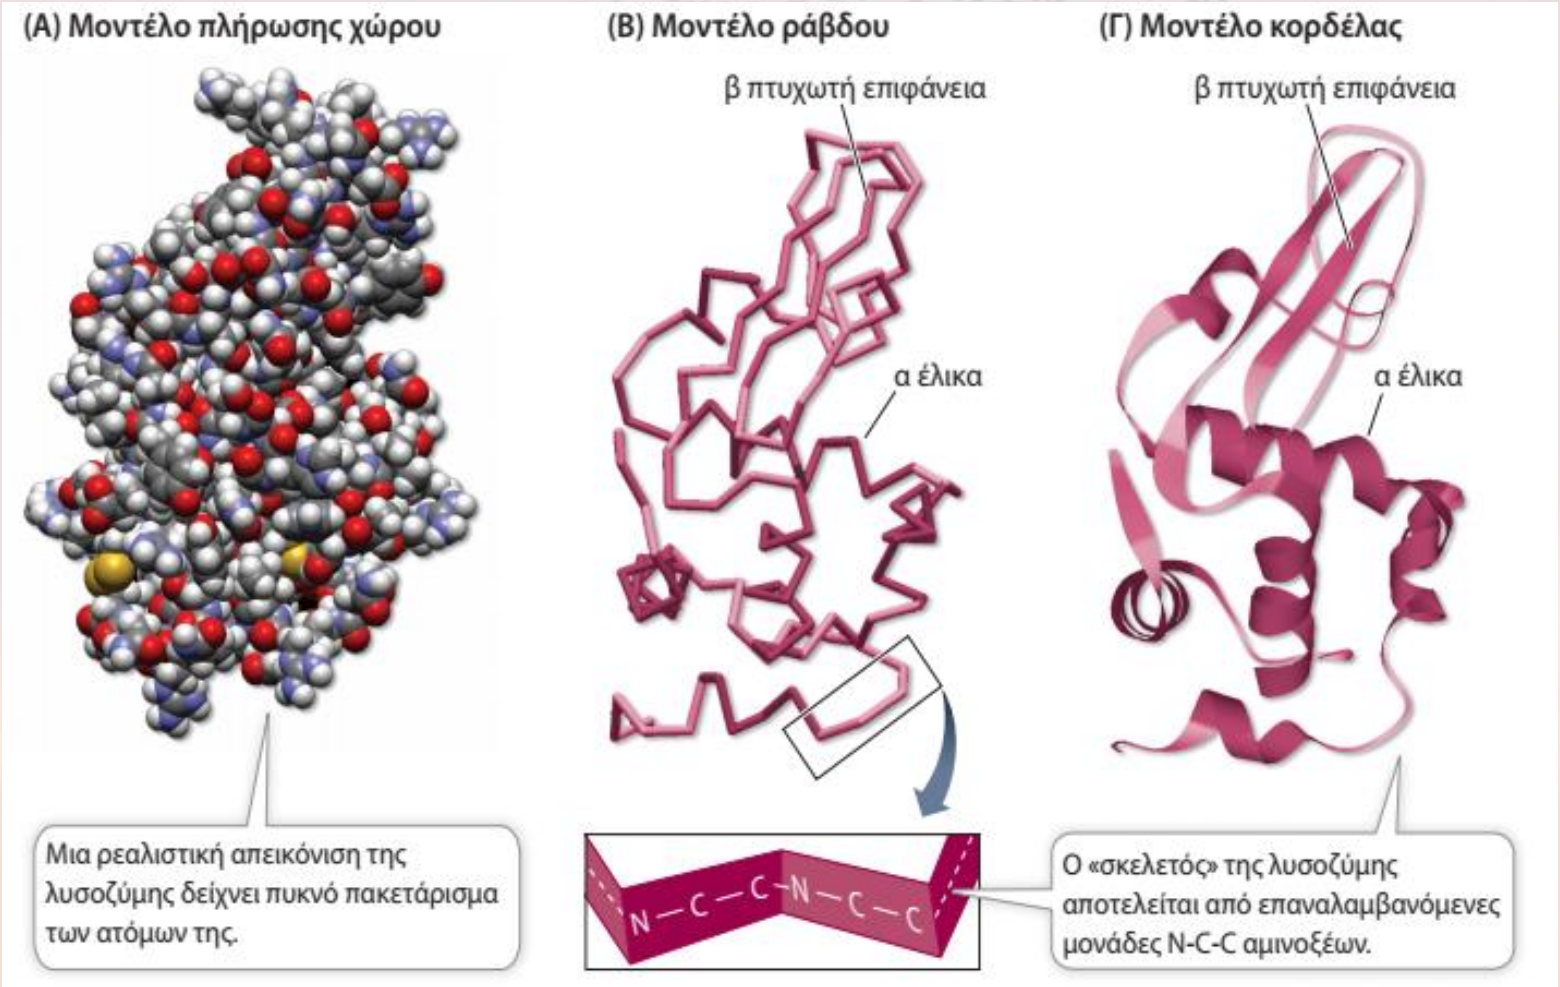 (Α) Μοντέλο πλήρωσης χώρου
(Β) Μοντέλο ράβδου
(Γ) Μοντέλο κορδέλας
β πτυχωτή επιφάνεια
β πτυχωτή επιφάνεια
α έλικα
α έλικα
Μια ρεαλιστική απεικόνιση της
λυσοζύμης δείχνει πυκνό πακετάρισμα
των ατόμων της.
N – C – C – N – C – C
Ο «σκελετός» της λυσοζύμης
αποτελείται από επαναλαμβανόμενες
μονάδες N-C-C αμινοξέων.